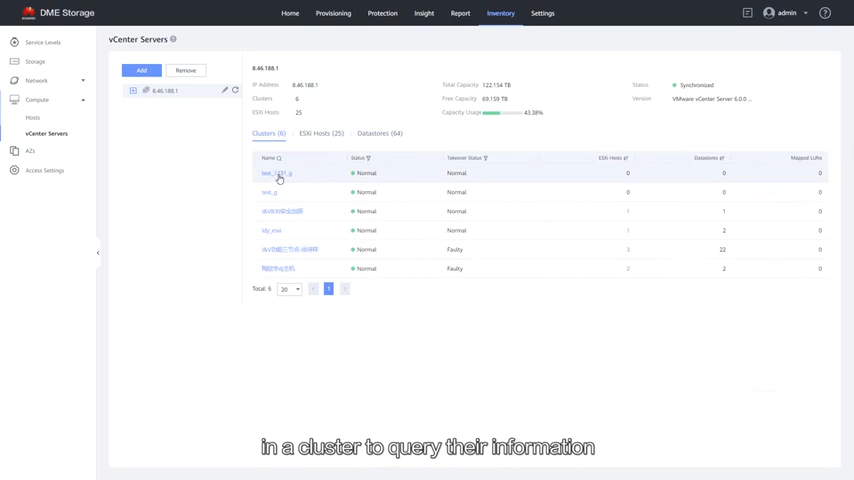 DME Storage Home Provisioning Protection Insight Report Inventory Settings admin
Service Levels
Storage
Network
Compute
Hosts
vCenter Servers
AZs
Access Settings
vCenter Servers
Add Remove
8.46.188.1
8.46.188.1
IP Address 8.46.188.1 Total Capacity 122.154 TB Status Synchronized
Clusters 6 Free Capacity 69.159 TB Version VMware vCenter Server 6.0.0 ...
ESXi Hosts 25 Capacity Usage 43.38%
Clusters (6) ESXi Hosts (25) Datastores (64)
Name Status Takeover Status ESXi Hosts Datastores Mapped LUNs
Normal Normal 0 0 0
test_g Normal Normal 0 0 0
Normal Normal 1 1 0
ldy_esxi Normal Normal 1 2 0
Normal Faulty 3 22 0
Normal Faulty 2 2 0
Total: 6 20 1
in a cluster to query their information